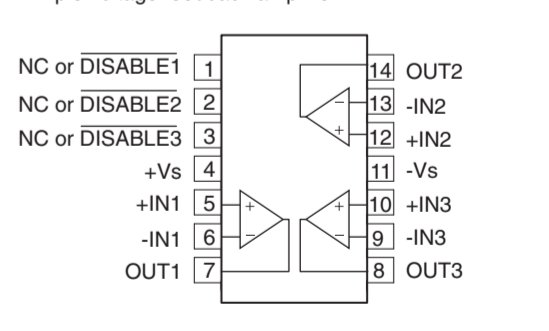 NC or DISABLE1 1
NC or DISABLE2 2
NC or DISABLE3 3
+Vs 4
+IN1 5 +
-IN1 6 −
OUT1 7
14 OUT2
− 13 -IN2
+ 12 +IN2
11 -Vs
+ 10 +IN3
− 9 -IN3
8 OUT3